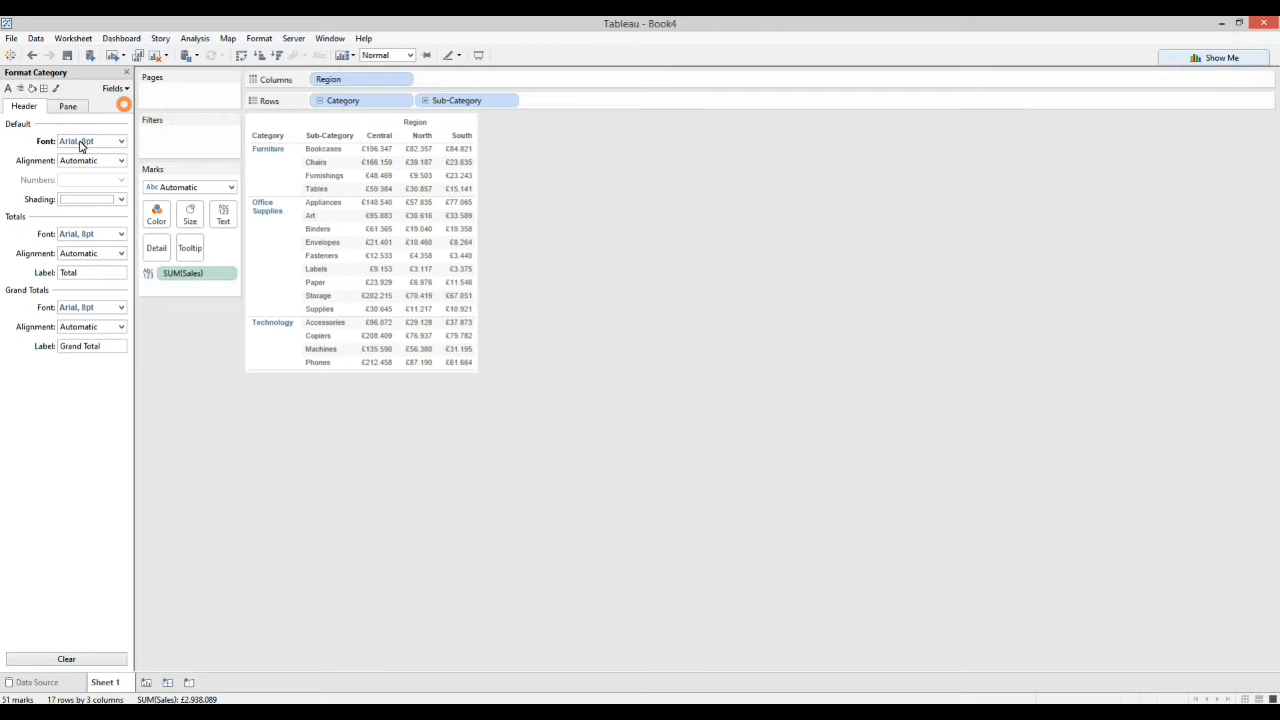 Tableau - Book4
File Data Worksheet Dashboard Story Analysis Map Format Server Window Help
Normal
Show Me
Format Category
Fields
Header Pane
Default
Font: Arial, 8pt
Alignment: Automatic
Numbers:
Shading:
Totals
Font: Arial, 8pt
Alignment: Automatic
Label: Total
Grand Totals
Font: Arial, 8pt
Alignment: Automatic
Label: Grand Total
Clear
Pages
Filters
Marks
Abc Automatic
Color Size Text
Detail Tooltip
SUM(Sales)
Columns Region
Rows Category Sub-Category
Region
Category Sub-Category Central North South
Furniture Bookcases £196.347 £82.357 £84.821
Chairs £166.159 £39.187 £23.635
Furnishings £48.469 £9.503 £23.243
Tables £59.384 £30.857 £15.141
Office Supplies Appliances £140.540 £57.835 £77.065
Art £95.883 £30.616 £33.589
Binders £61.365 £19.040 £19.358
Envelopes £21.401 £10.460 £8.264
Fasteners £12.533 £4.358 £3.440
Labels £9.153 £3.117 £3.375
Paper £23.929 £6.976 £11.546
Storage £202.215 £70.419 £67.051
Supplies £30.645 £11.217 £10.921
Technology Accessories £96.072 £29.128 £37.873
Copiers £208.409 £76.937 £79.782
Machines £135.590 £56.380 £31.195
Phones £212.458 £87.190 £61.664
Data Source Sheet 1
51 marks 17 rows by 3 columns SUM(Sales): £2.938.089